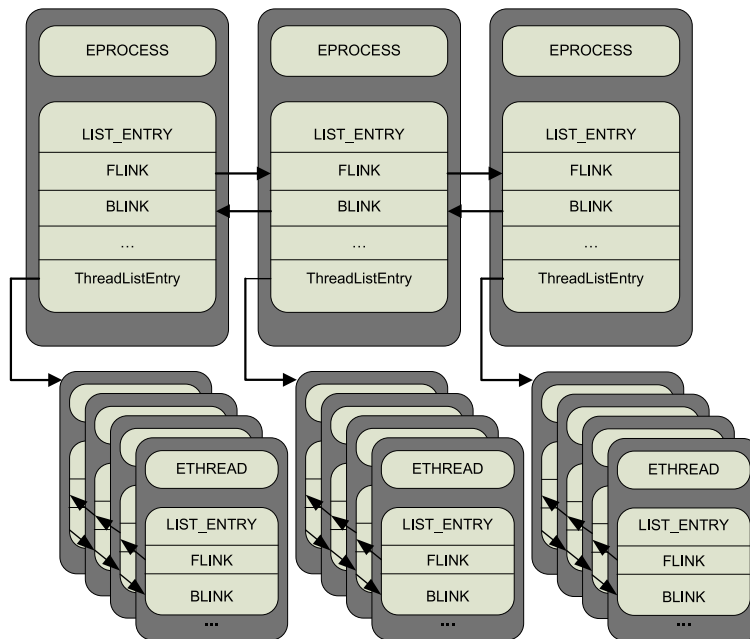 EPROCESS
EPROCESS
EPROCESS
LIST_ENTRY
LIST_ENTRY
LIST_ENTRY
FLINK
FLINK
FLINK
BLINK
BLINK
BLINK
...
...
...
ThreadListEntry
ThreadListEntry
ThreadListEntry
ETHREAD
ETHREAD
ETHREAD
LIST_ENTRY
LIST_ENTRY
LIST_ENTRY
FLINK
FLINK
FLINK
BLINK
BLINK
BLINK
...
...
...